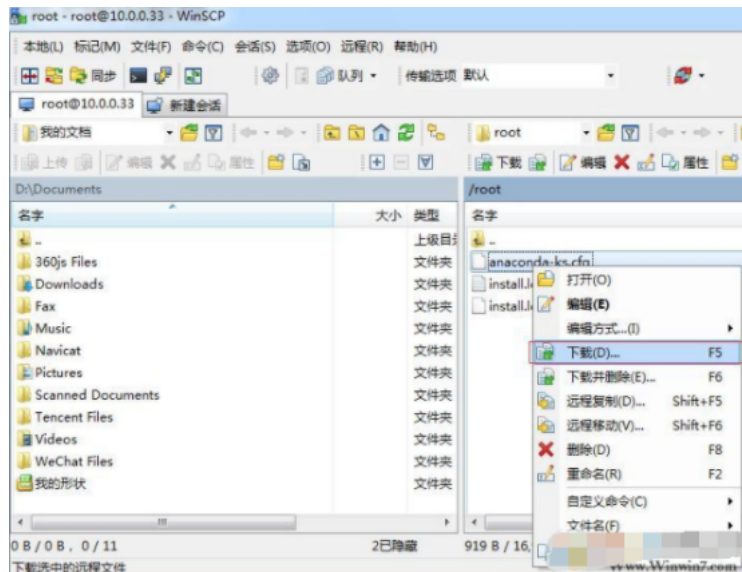 root - root@10.0.0.33 - WinSCP
本地(L) 标记(M) 文件(F) 命令(C) 会话(S) 选项(O) 远程(R) 帮助(H)
同步 队列 传输选项 默认
root@10.0.0.33 新建会话
我的文档 root
上传 编辑 属性 下载 编辑 属性
D:\Documents /root
名字 大小 类型 名字
.. 上级目 ..
360js Files 文件夹 anaconda-ks.cfg
Downloads 文件夹 install.l 打开(O)
Fax 文件夹 install.l 编辑(E)
Music 文件夹 编辑方式...(I)
Navicat 文件夹 下载(D)... F5
Pictures 文件夹 下载并删除(E)... F6
Scanned Documents 文件夹 远程复制(D)... Shift+F5
Tencent Files 文件夹 远程移动(V)... Shift+F6
Videos 文件夹 删除(D) F8
WeChat Files 文件夹 重命名(R) F2
我的形状 文件夹
自定义命令(C)
文件名(F)
0 B / 0 B, 0 / 11 2已隐藏 919 B / 16,
www.Winwin7.com
下载选中的远程文件